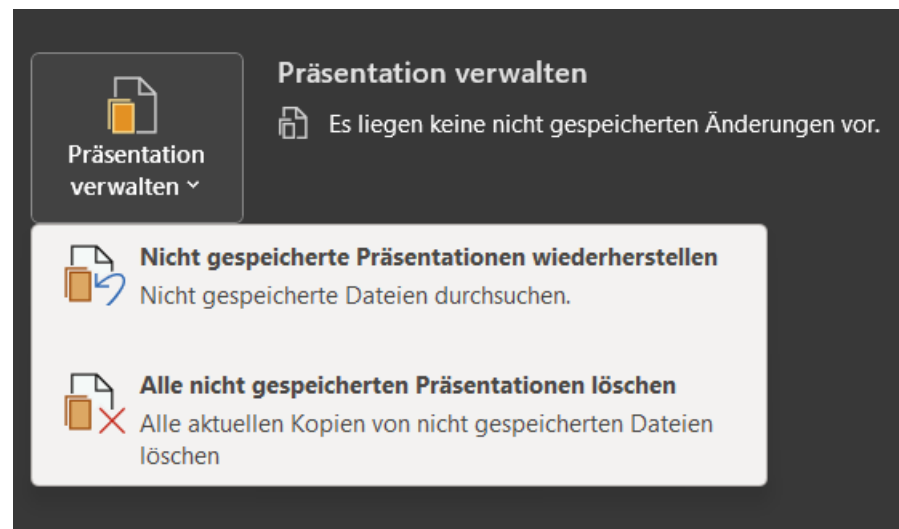 Präsentation verwalten
Es liegen keine nicht gespeicherten Änderungen vor.
Präsentation
verwalten
Nicht gespeicherte Präsentationen wiederherstellen
Nicht gespeicherte Dateien durchsuchen.
Alle nicht gespeicherten Präsentationen löschen
Alle aktuellen Kopien von nicht gespeicherten Dateien
löschen